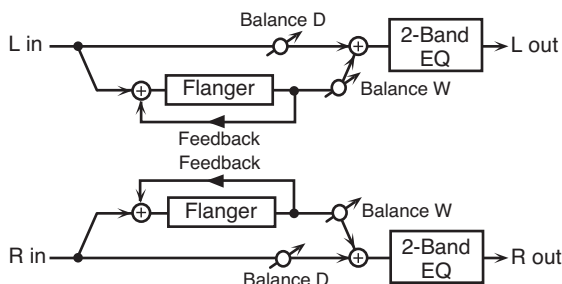 Balance D
L in
2-Band
EQ
L out
Flanger
Balance W
Feedback
Feedback
Flanger
Balance W
R in
2-Band
EQ
R out
Balance D